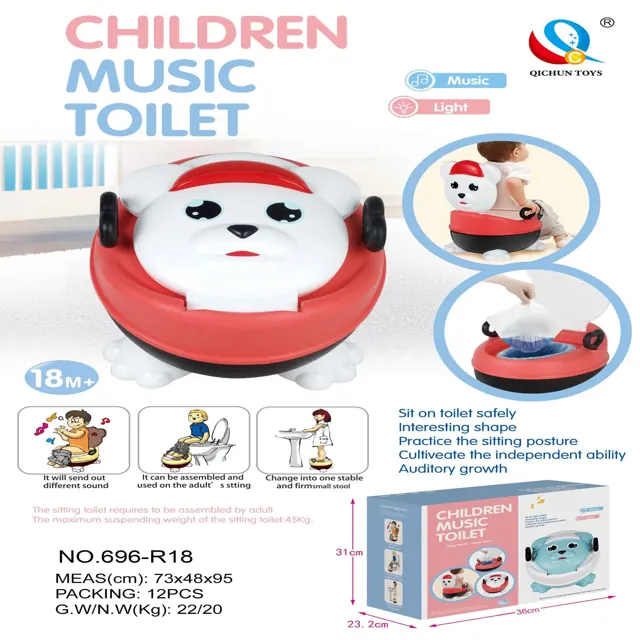 CHILDREN
MUSIC
TOILET
®
QC
QICHUN TOYS
Music
Light
18M+
Sit on toilet safely
Interesting shape
Practice the sitting posture
Cultiveate the independent ability
Auditory growth
It will send out
different sound
It can be assembled and
used on the adult's sitting
Change into one stable
and firmsmall stool
The sitting toilet requires to be assembled by adult
The maximum suspending weight of the sitting toilet:45Kg.
NO.696-R18
MEAS(cm): 73x48x95
PACKING: 12PCS
G.W/N.W(Kg): 22/20
CHILDREN
MUSIC
TOILET
31cm
23.2cm
36cm